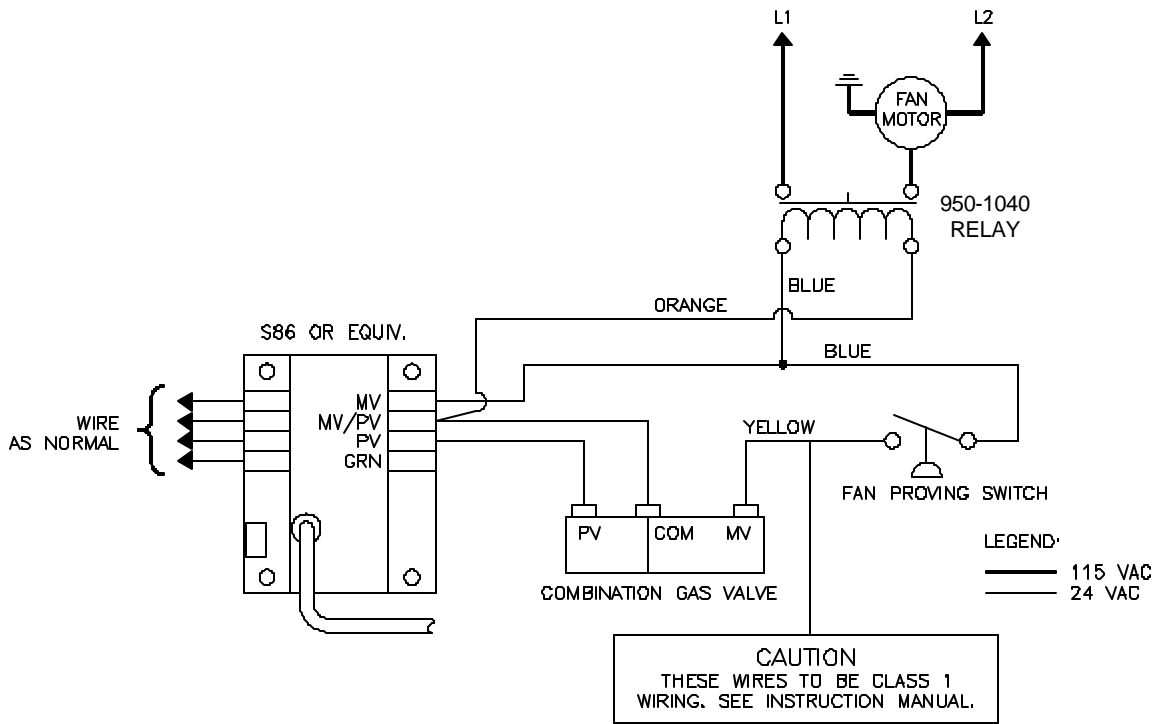 L1
L2
FAN
MOTOR
950-1040
RELAY
BLUE
ORANGE
S86 OR EQUIV.
BLUE
MV
MV/PV
PV
GRN
WIRE
AS NORMAL
YELLOW
FAN PROVING SWITCH
PV
COM
MV
COMBINATION GAS VALVE
LEGEND:
115 VAC
24 VAC
CAUTION
THESE WIRES TO BE CLASS 1
WIRING. SEE INSTRUCTION MANUAL.